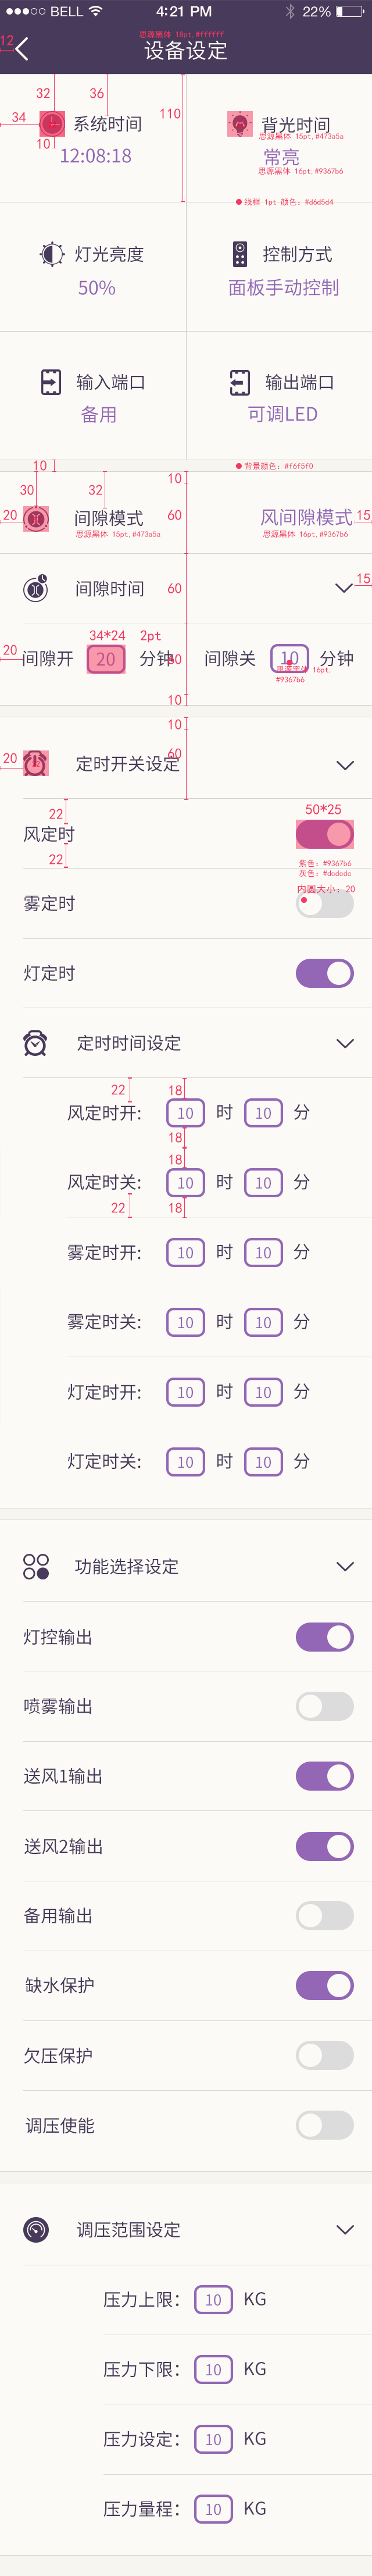 BELL 4:21 PM 22%
思源黑体 18pt,#ffffff
12 设备设定
32 36 110
34 系统时间 背光时间
思源黑体 15pt,#473a5a
10 12:08:18 常亮
思源黑体 16pt,#9367b6
线框 1pt 颜色：#d6d5d4
灯光亮度 控制方式
50% 面板手动控制
输入端口 输出端口
备用 可调LED
10 背景颜色：#f6f5f0
30 32 10
20 间隙模式 60 风间隙模式 15
思源黑体 15pt,#473a5a 思源黑体 16pt,#9367b6
间隙时间 60 15
34*24 2pt
20 间隙开 20 分钟 60 间隙关 10 分钟
思源黑体 16pt,
#9367b6
10
10
60
20 定时开关设定
22 50*25
风定时
22 紫色：#9367b6
灰色：#dcdcdc
内圆大小：20
雾定时
灯定时
定时时间设定
22 18
风定时开: 10 时 10 分
18
18
风定时关: 10 时 10 分
22 18
雾定时开: 10 时 10 分
雾定时关: 10 时 10 分
灯定时开: 10 时 10 分
灯定时关: 10 时 10 分
功能选择设定
灯控输出
喷雾输出
送风1输出
送风2输出
备用输出
缺水保护
欠压保护
调压使能
调压范围设定
压力上限： 10 KG
压力下限： 10 KG
压力设定： 10 KG
压力量程： 10 KG